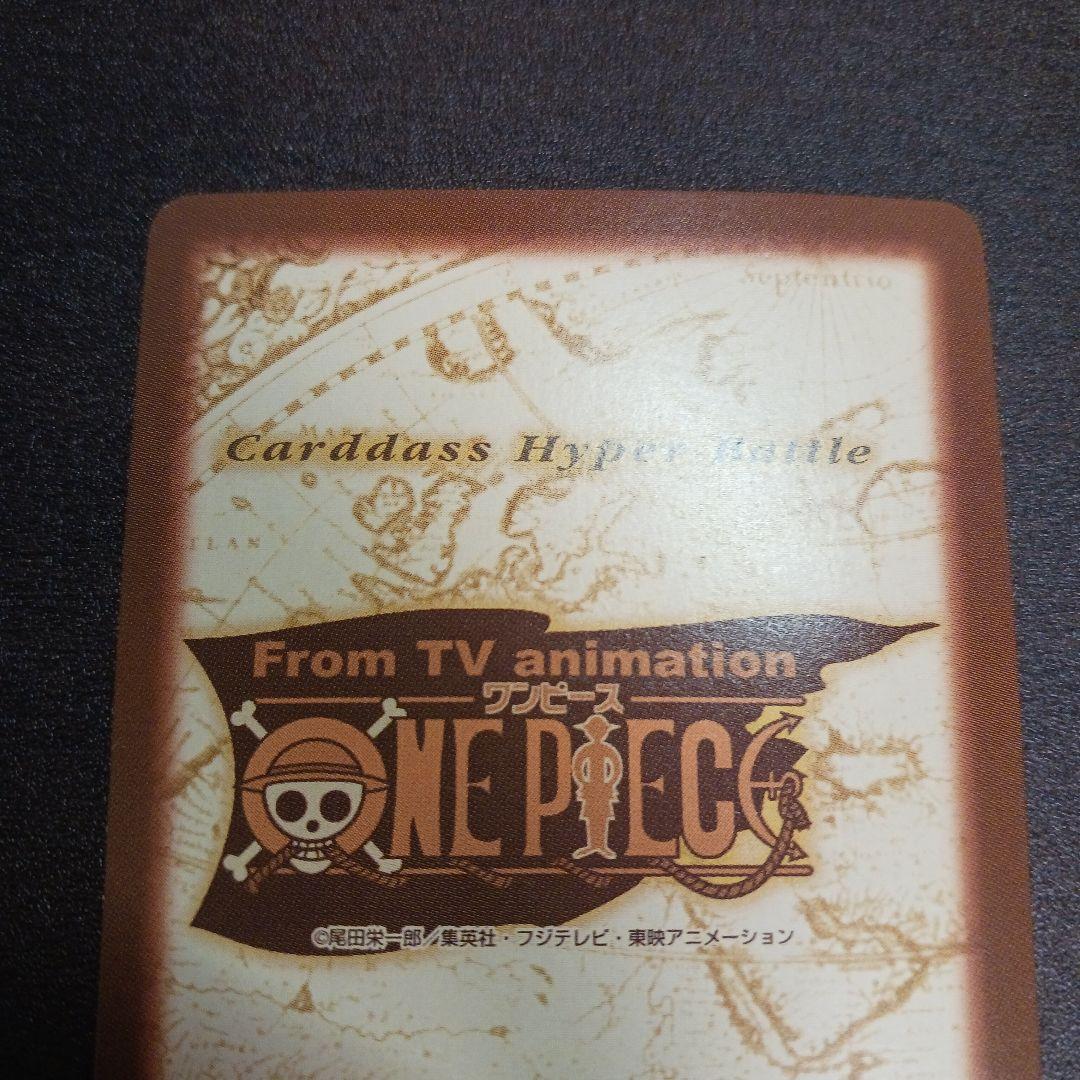 Septentrio
Carddass Hyper Battle
From TV animation
ワンピース
ONE PIECE
©尾田栄一郎／集英社・フジテレビ・東映アニメーション